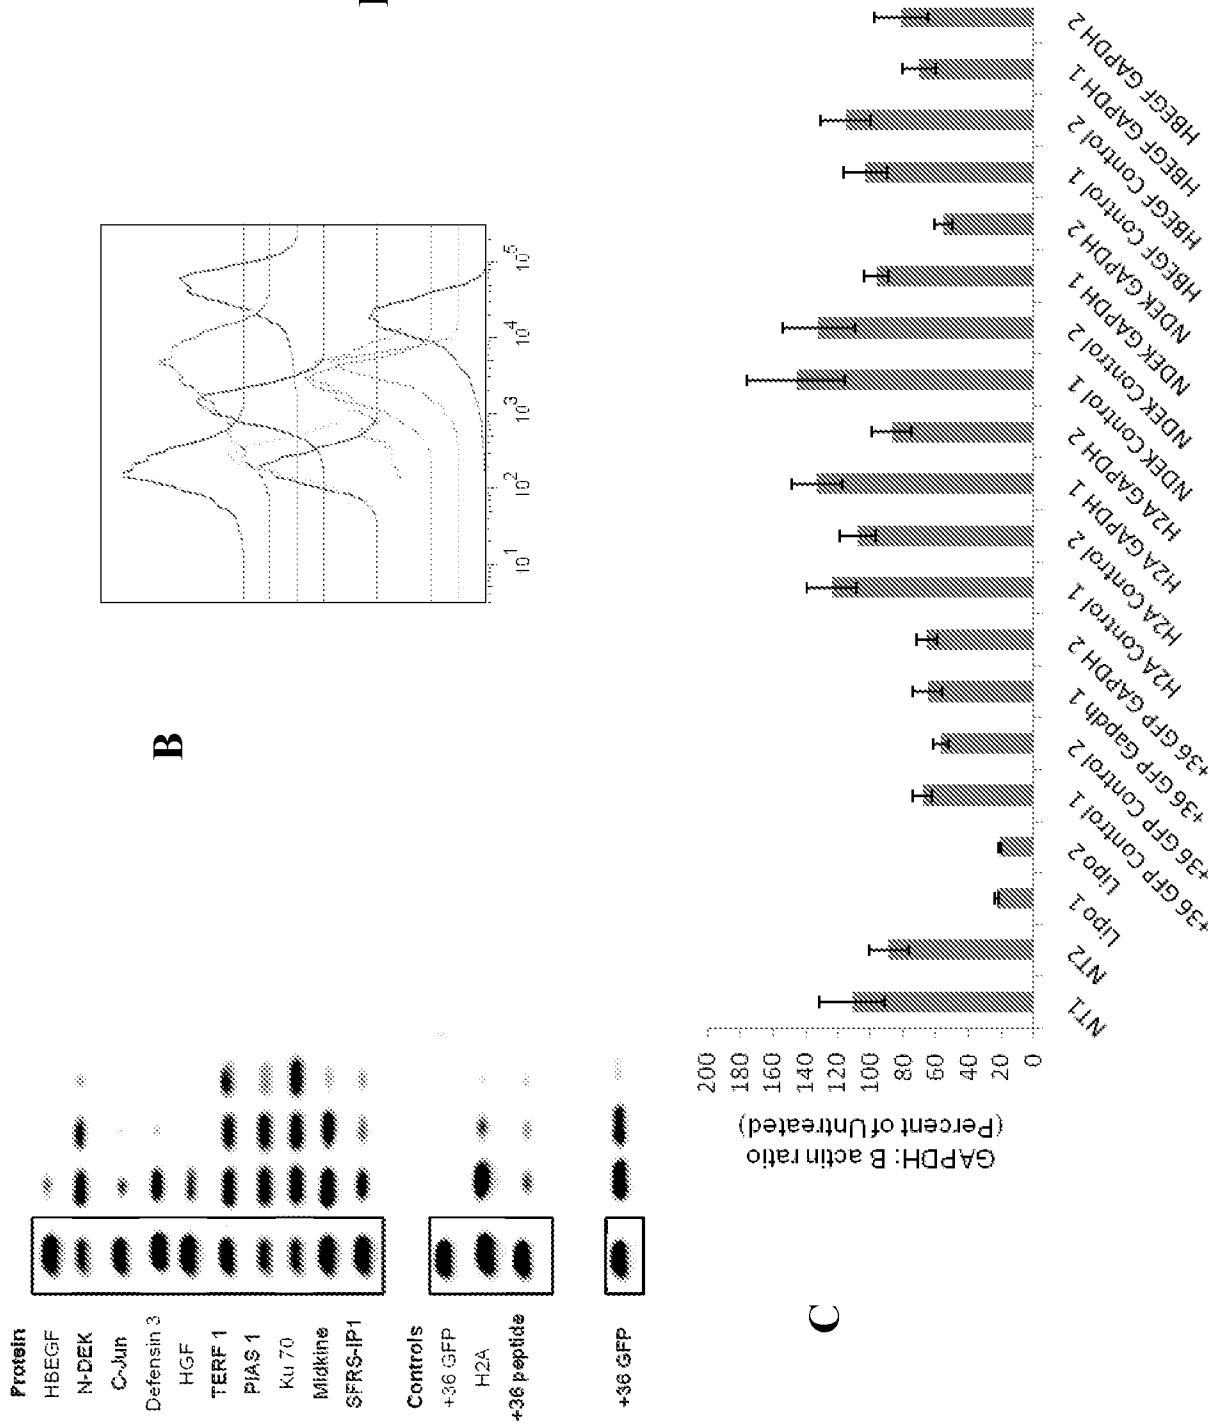 Protein
HBEGF
N-DEK
C-Jun
Defensin 3
HGF
TERF 1
PIAS 1
Ku 70
Midkine
SFRS-IP1
Controls
+36 GFP
H2A
+36 peptide
+36 GFP
B
10¹ 10² 10³ 10⁴ 10⁵
C
GAPDH: B actin ratio
(Percent of Untreated)
200
180
160
140
120
100
80
60
40
20
0
NT1
NT2
Lipo 1
Lipo 2
+36 GFP Control 1
+36 GFP Control 2
+36 GFP Gapdh 1
+36 GFP GAPDH 2
H2A Control 1
H2A Control 2
H2A GAPDH 1
H2A GAPDH 2
NDEK Control 1
NDEK Control 2
NDEK GAPDH 1
NDEK GAPDH 2
HBEGF Control 1
HBEGF Control 2
HBEGF GAPDH 1
HBEGF GAPDH 2